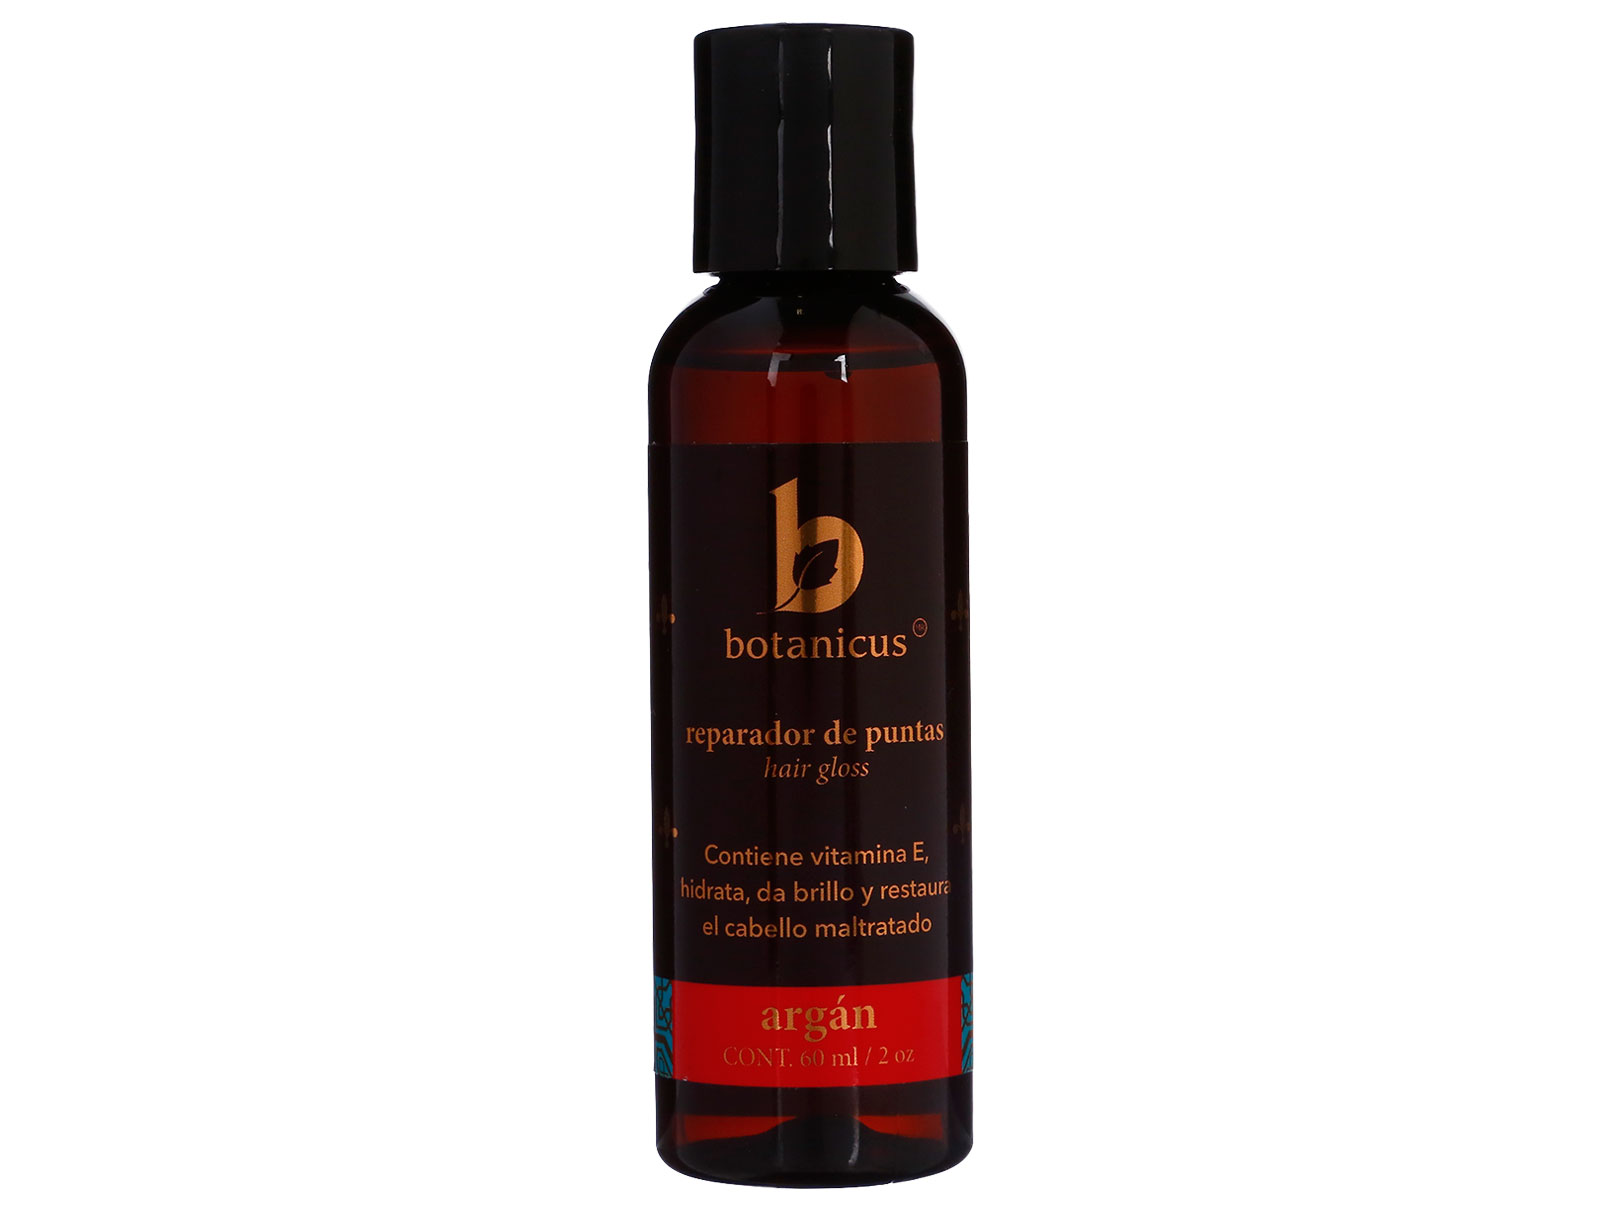 b
botanicus
reparador de puntas
hair gloss
Contiene vitamina E,
hidrata, da brillo y restaura
el cabello maltratado
argán
CONT. 60 ml / 2 oz